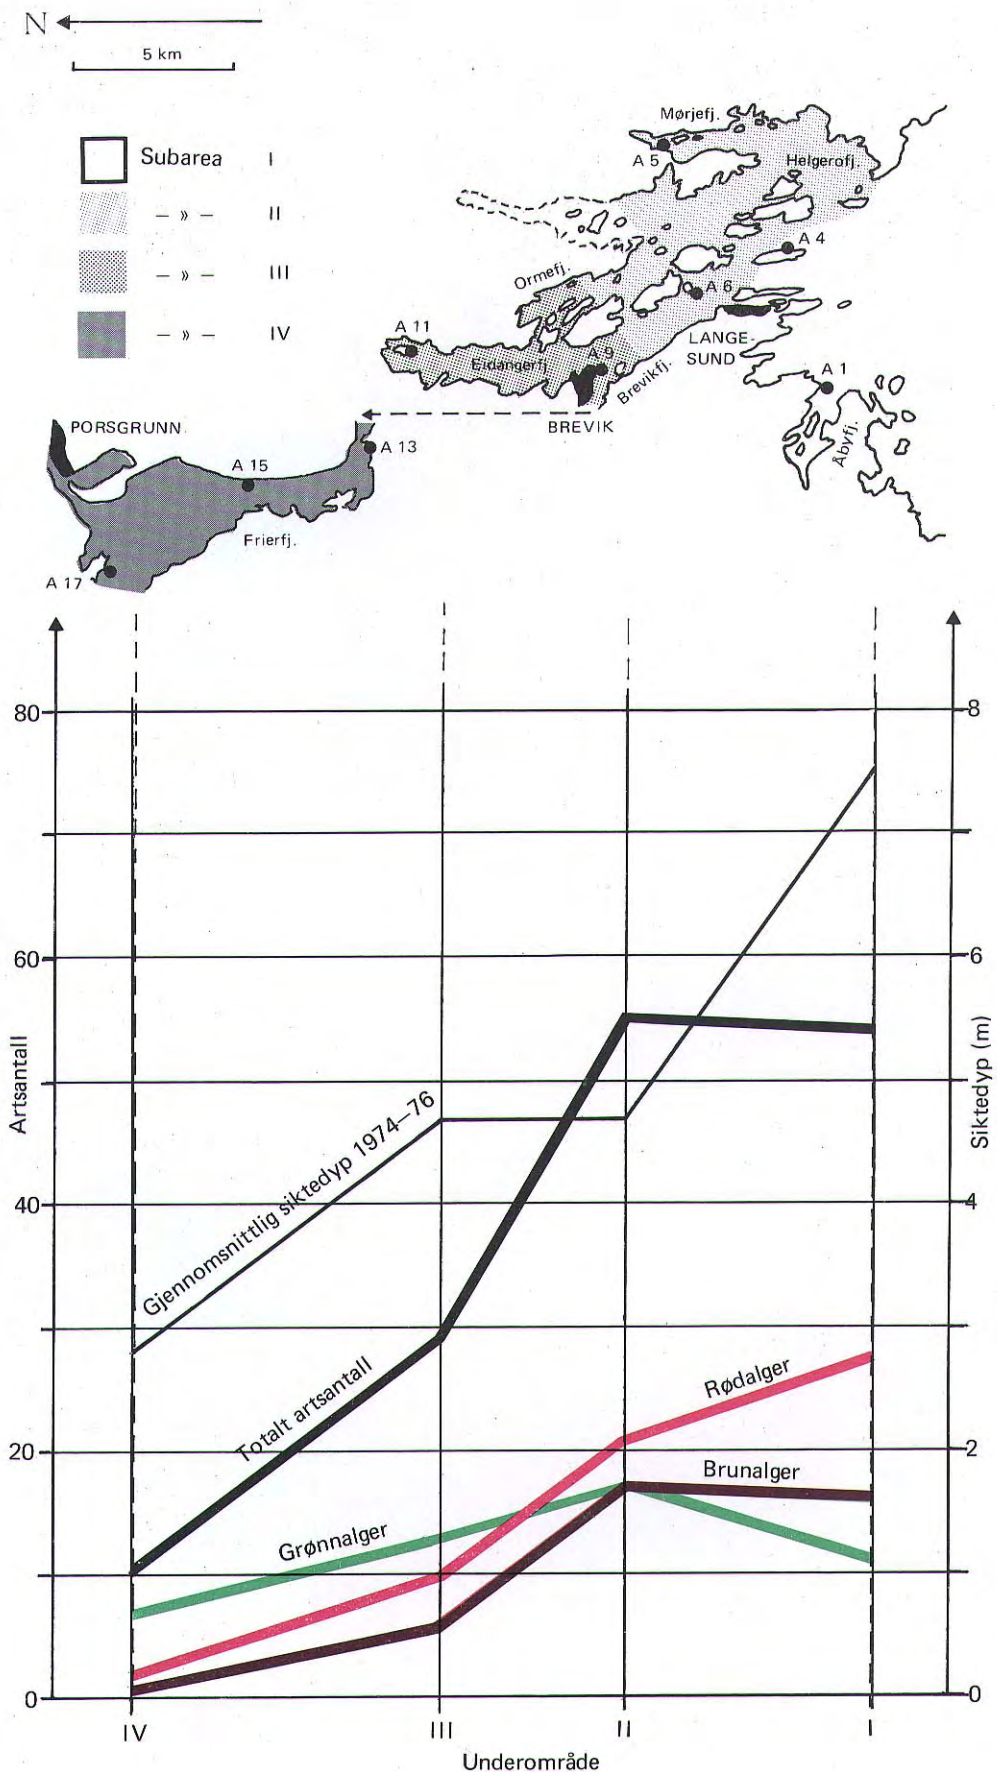 N
5 km
Subarea I
— » — II
— » — III
— » — IV
Mørjefj.
A 5
Helgerofj.
A 4
Ormefj.
A 6
A 11
LANGE-
SUND
Eidangerfj.
A 9
Brevikfj.
A 1
Åbyfj.
BREVIK
PORSGRUNN
A 13
A 15
Frierfj.
A 17
80
60
40
20
0
Artsantall
8
6
4
2
0
Siktedyp (m)
Gjennomsnittlig siktedyp 1974–76
Totalt artsantall
Rødalger
Brunalger
Grønnalger
IV III II I
Underområde